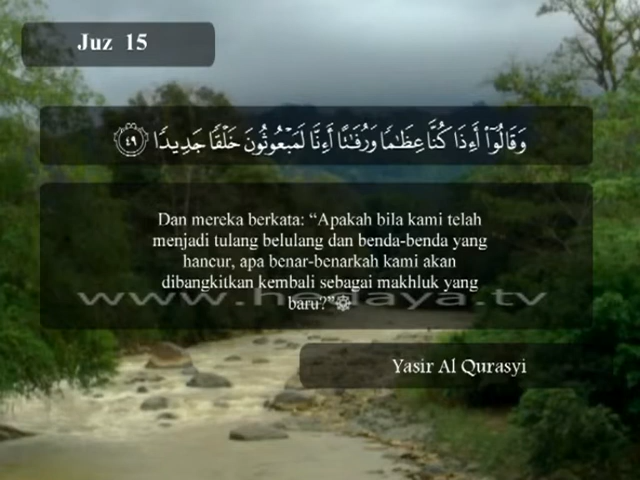 Juz 15
وَقَالُوٓا۟ أَءِذَا كُنَّا عِظَـٰمًا وَرُفَـٰتًا أَءِنَّا لَمَبْعُوثُونَ خَلْقًا جَدِيدًا ٤٩
Dan mereka berkata: “Apakah bila kami telah
menjadi tulang belulang dan benda-benda yang
hancur, apa benar-benarkah kami akan
dibangkitkan kembali sebagai makhluk yang
baru?”
www.hedaya.tv
Yasir Al Qurasyi